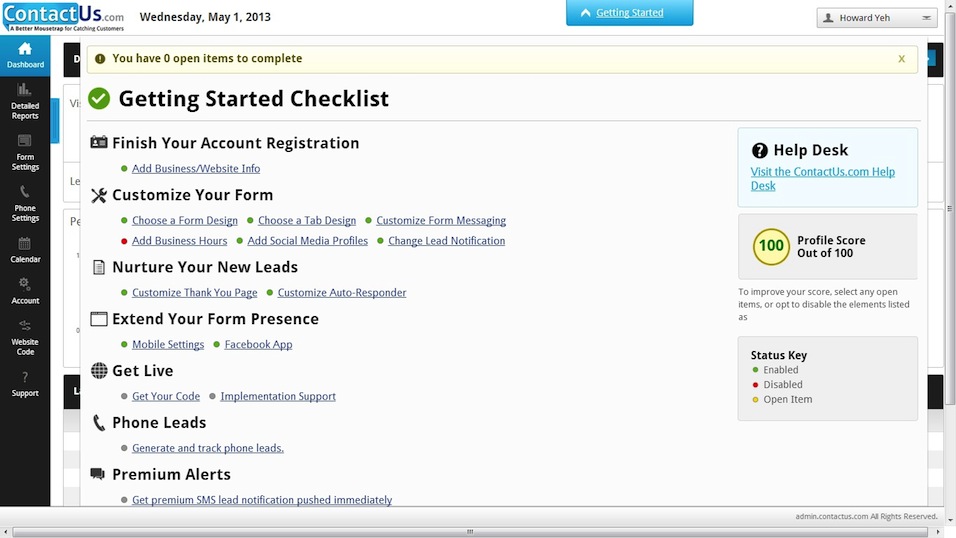 ContactUs.com
A Better Mousetrap for Catching Customers
Wednesday, May 1, 2013
Getting Started
Howard Yeh
Dashboard
Detailed
Reports
Form
Settings
Phone
Settings
Calendar
Account
Website
Code
Support
You have 0 open items to complete
x
Getting Started Checklist
Finish Your Account Registration
Add Business/Website Info
Customize Your Form
Choose a Form Design Choose a Tab Design Customize Form Messaging
Add Business Hours Add Social Media Profiles Change Lead Notification
Nurture Your New Leads
Customize Thank You Page Customize Auto-Responder
Extend Your Form Presence
Mobile Settings Facebook App
Get Live
Get Your Code Implementation Support
Phone Leads
Generate and track phone leads.
Premium Alerts
Get premium SMS lead notification pushed immediately
? Help Desk
Visit the ContactUs.com Help
Desk
100
Profile Score
Out of 100
To improve your score, select any open
items, or opt to disable the elements listed
as
Status Key
Enabled
Disabled
Open Item
admin.contactus.com All Rights Reserved.